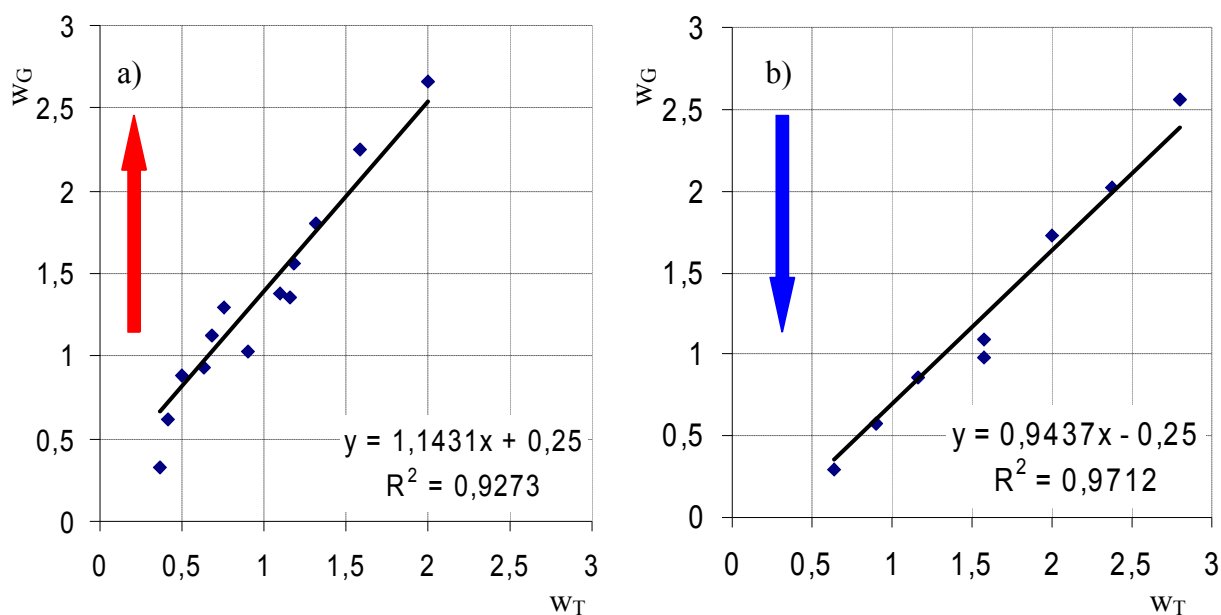 a)
w_G
3
2,5
2
1,5
1
0,5
0
y = 1,1431x + 0,25
R² = 0,9273
0 0,5 1 1,5 2 2,5 3
w_T
b)
w_G
3
2,5
2
1,5
1
0,5
0
y = 0,9437x - 0,25
R² = 0,9712
0 0,5 1 1,5 2 2,5 3
w_T